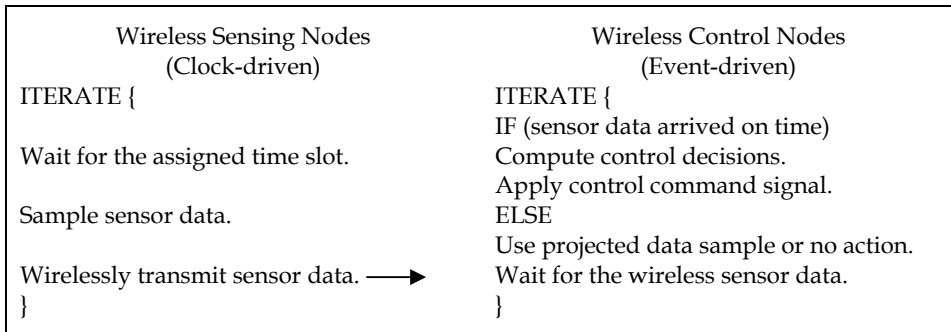 Wireless Sensing Nodes
(Clock-driven)
ITERATE {
Wait for the assigned time slot.
Sample sensor data.
Wirelessly transmit sensor data.
}
Wireless Control Nodes
(Event-driven)
ITERATE {
IF (sensor data arrived on time)
Compute control decisions.
Apply control command signal.
ELSE
Use projected data sample or no action.
Wait for the wireless sensor data.
}